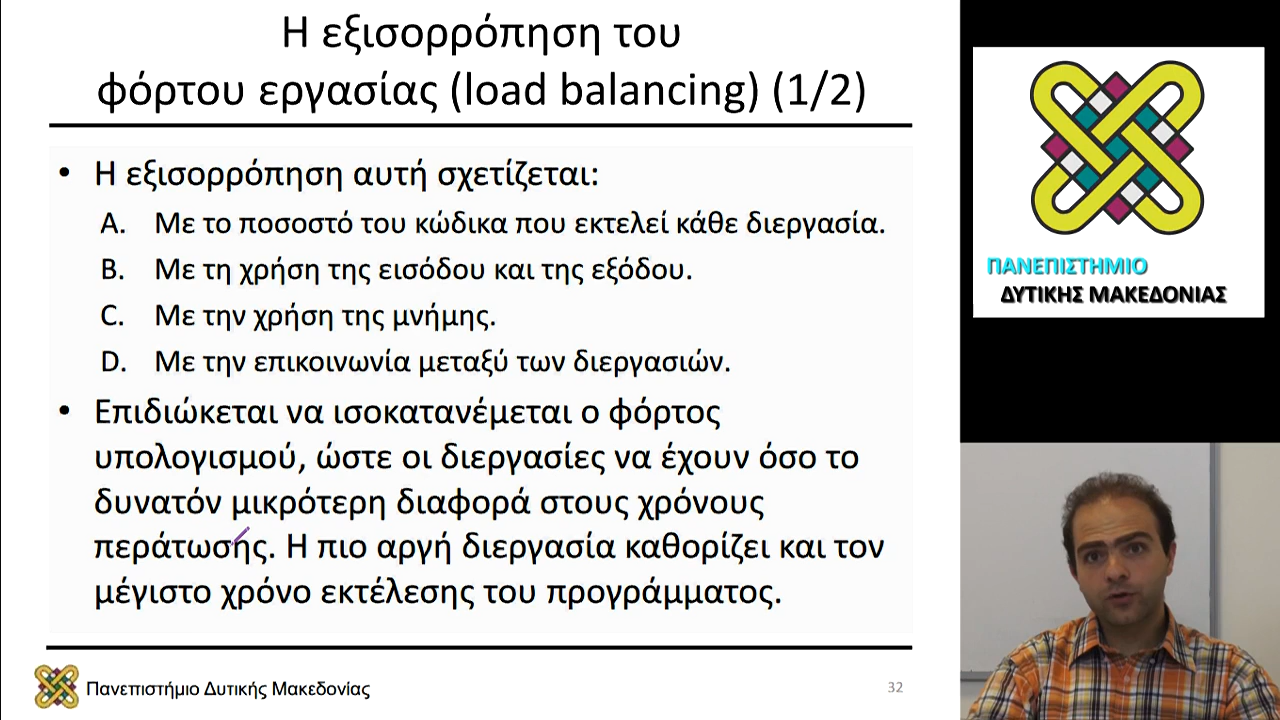 Η εξισορρόπηση του
φόρτου εργασίας (load balancing) (1/2)
• Η εξισορρόπηση αυτή σχετίζεται:
A. Με το ποσοστό του κώδικα που εκτελεί κάθε διεργασία.
B. Με τη χρήση της εισόδου και της εξόδου.
C. Με την χρήση της μνήμης.
D. Με την επικοινωνία μεταξύ των διεργασιών.
• Επιδιώκεται να ισοκατανέμεται ο φόρτος
υπολογισμού, ώστε οι διεργασίες να έχουν όσο το
δυνατόν μικρότερη διαφορά στους χρόνους
περάτωσής. Η πιο αργή διεργασία καθορίζει και τον
μέγιστο χρόνο εκτέλεσης του προγράμματος.
Πανεπιστήμιο Δυτικής Μακεδονίας
32
ΠΑΝΕΠΙΣΤΗΜΙΟ
ΔΥΤΙΚΗΣ ΜΑΚΕΔΟΝΙΑΣ